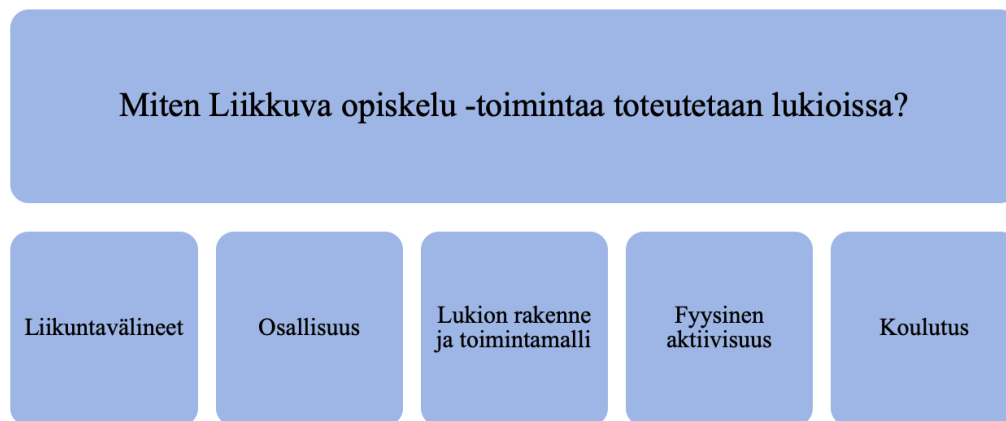 Miten Liikkuva opiskelu -toimintaa toteutetaan lukioissa?
Liikuntavälineet
Osallisuus
Lukion rakenne
ja toimintamalli
Fyysinen
aktiivisuus
Koulutus